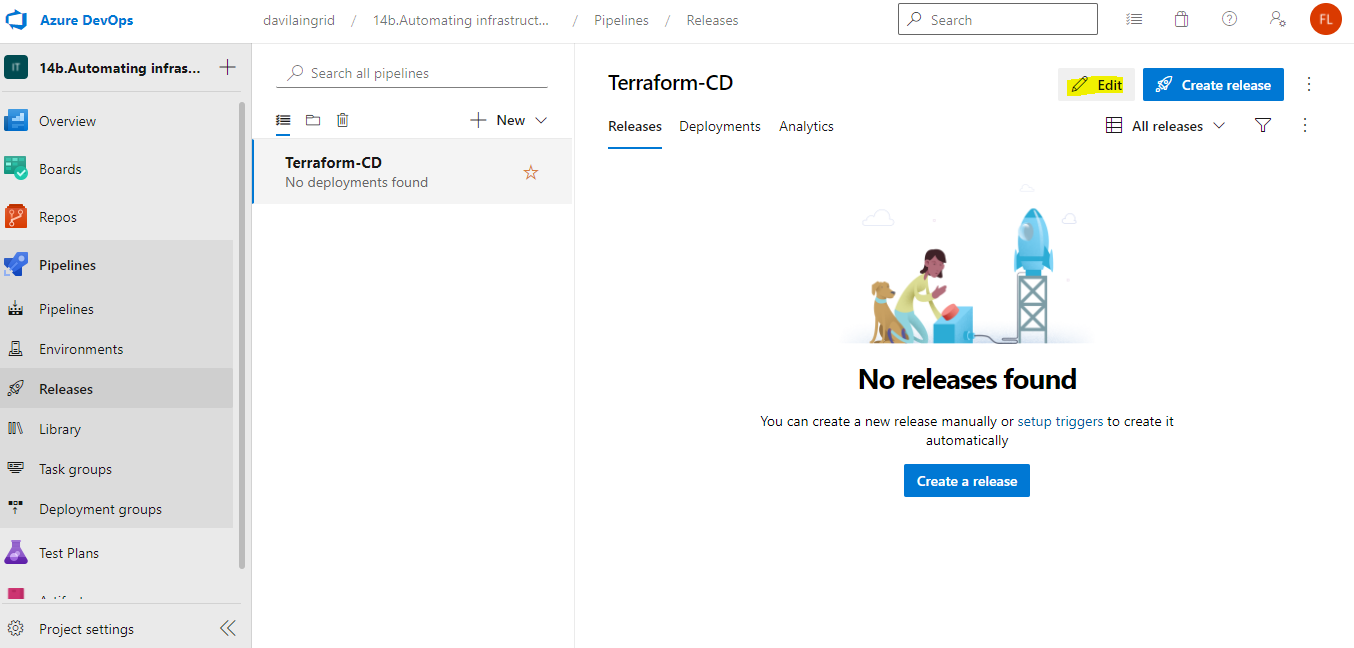 Azure DevOps
davilaingrid / 14b.Automating infrastruct... / Pipelines / Releases
Search
FL
IT
14b.Automating infras...
Overview
Boards
Repos
Pipelines
Pipelines
Environments
Releases
Library
Task groups
Deployment groups
Test Plans
Project settings
Search all pipelines
New
Terraform-CD
No deployments found
Terraform-CD
Edit
Create release
Releases
Deployments
Analytics
All releases
No releases found
You can create a new release manually or setup triggers to create it
automatically
Create a release